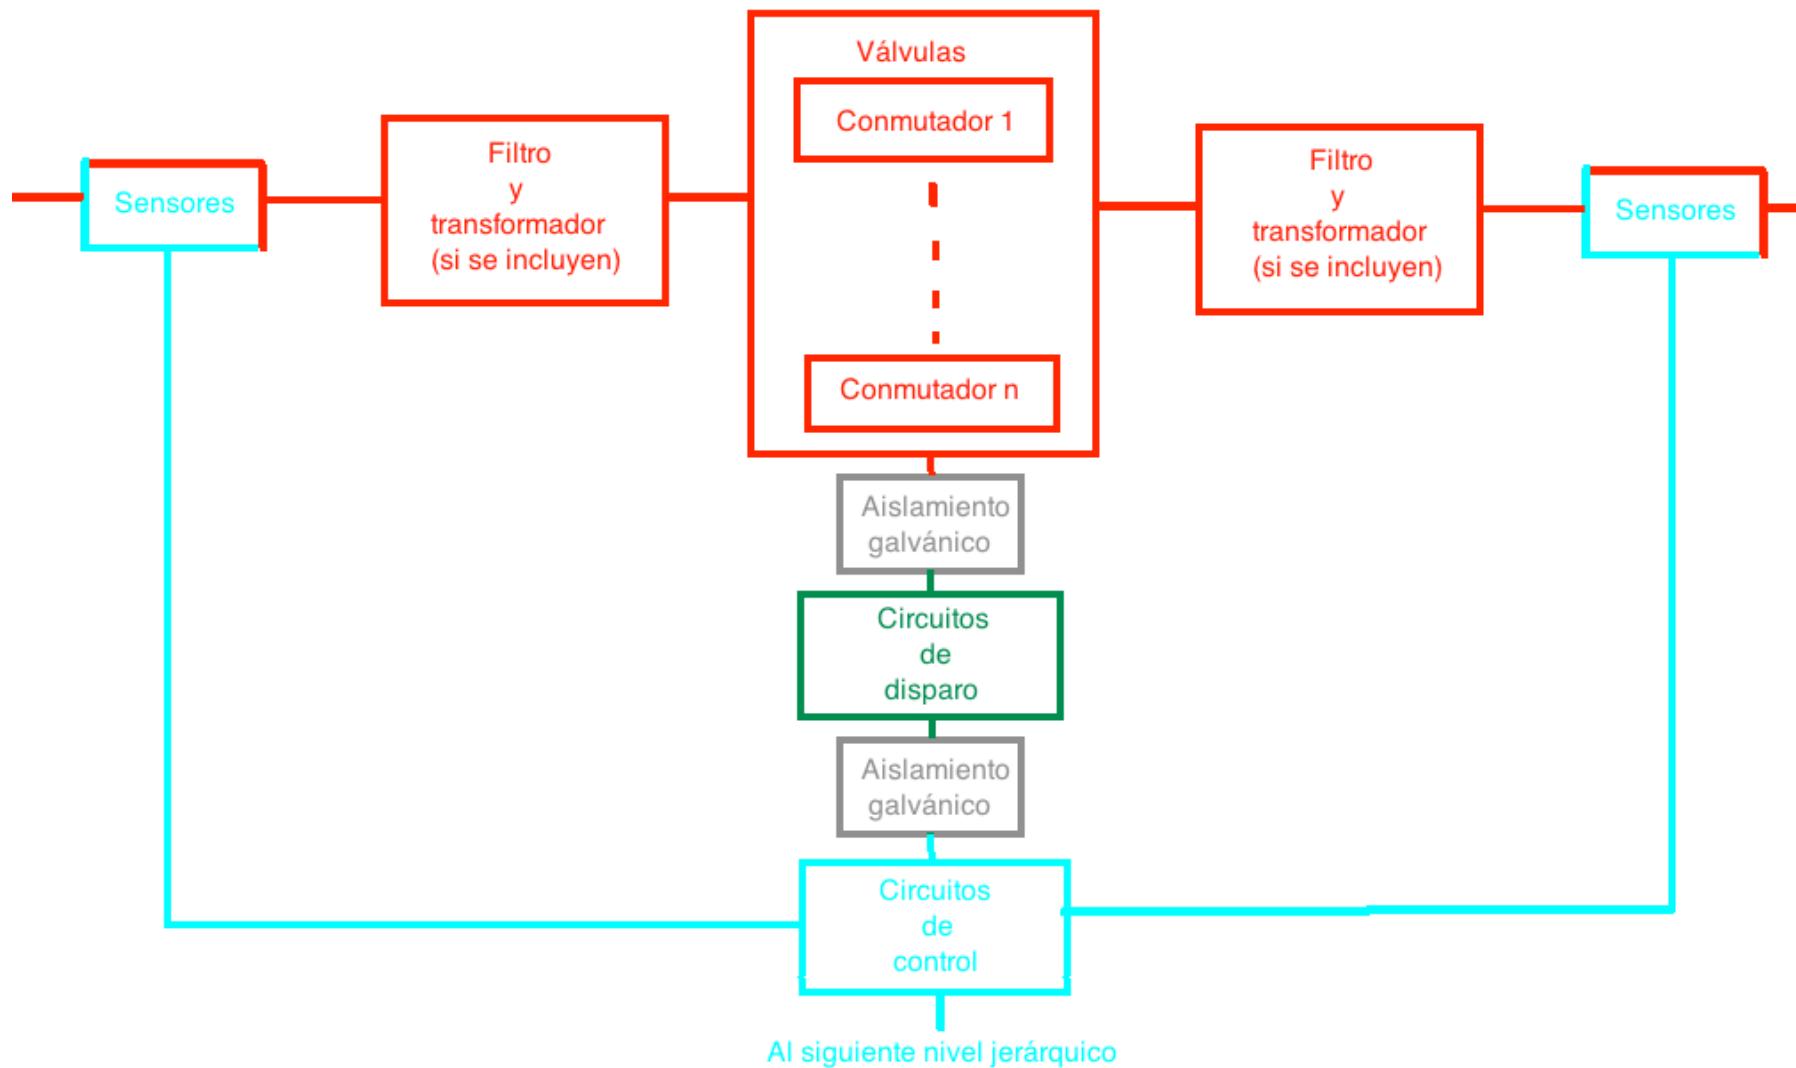 Válvulas
Conmutador 1
Conmutador n
Sensores
Filtro
y
transformador
(si se incluyen)
Filtro
y
transformador
(si se incluyen)
Sensores
Aislamiento
galvánico
Circuitos
de
disparo
Aislamiento
galvánico
Circuitos
de
control
Al siguiente nivel jerárquico